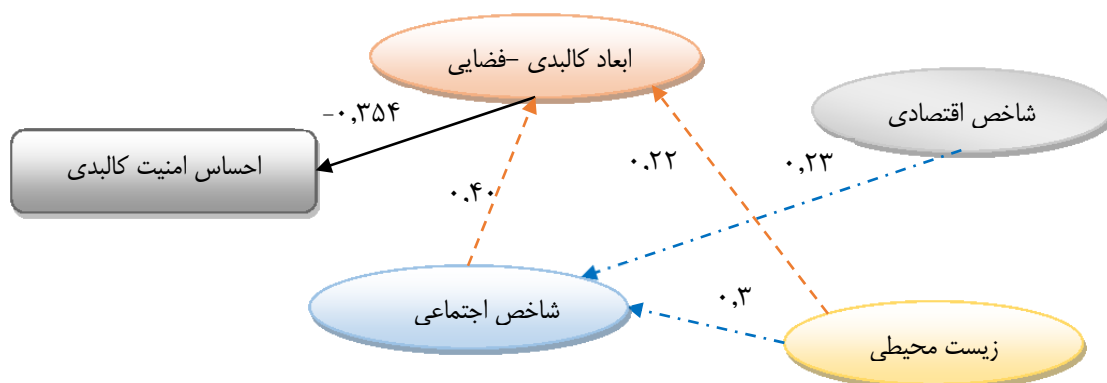 ابعاد کالبدی –فضایی
شاخص اقتصادی
-۰,۳۵۴
احساس امنیت کالبدی
۰.۲۲
۰,۲۳
۰.۴۰
شاخص اجتماعی
۰,۳
زیست محیطی